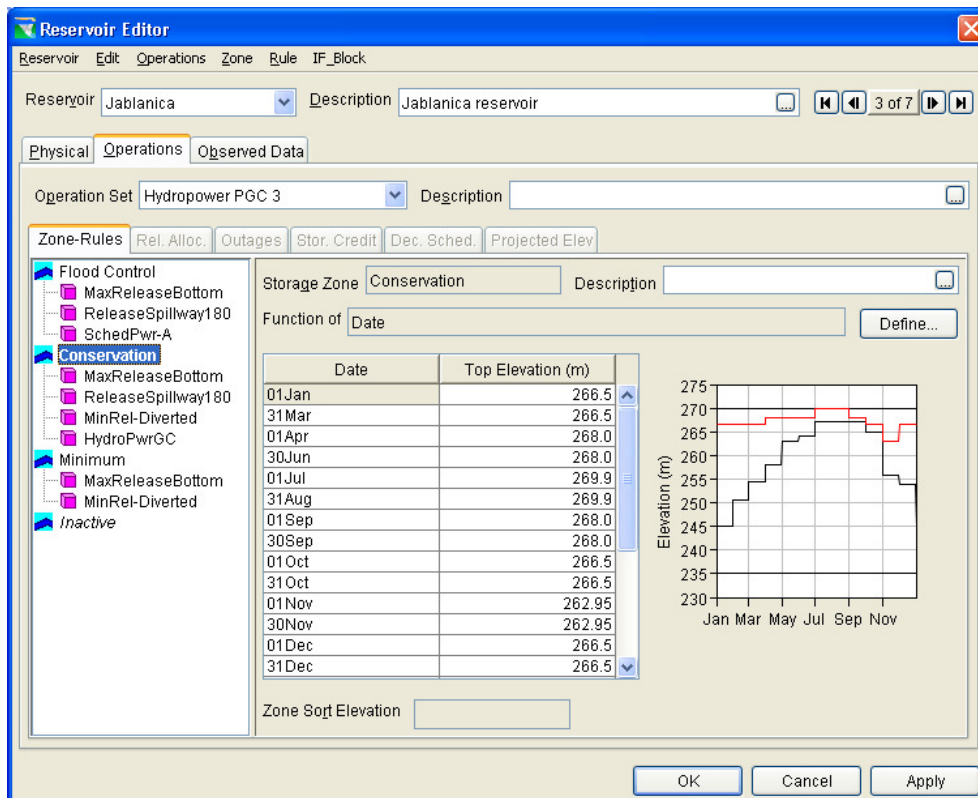 Reservoir Editor
Reservoir Edit Operations Zone Rule IF_Block
Reservoir Jablanica Description Jablanica reservoir ... 3 of 7
Physical Operations Observed Data
Operation Set Hydropower PGC 3 Description ...
Zone-Rules Rel. Alloc. Outages Stor. Credit Dec. Sched. Projected Elev
Flood Control
MaxReleaseBottom
ReleaseSpillway180
SchedPwr-A
Conservation
MaxReleaseBottom
ReleaseSpillway180
MinRel-Diverted
HydroPwrGC
Minimum
MaxReleaseBottom
MinRel-Diverted
Inactive
Storage Zone Conservation Description ...
Function of Date Define...
Date Top Elevation (m)
01Jan 266.5
31Mar 266.5
01Apr 268.0
30Jun 268.0
01Jul 269.9
31Aug 269.9
01Sep 268.0
30Sep 268.0
01Oct 266.5
31Oct 266.5
01Nov 262.95
30Nov 262.95
01Dec 266.5
31Dec 266.5
Elevation (m)
275
270
265
260
255
250
245
240
235
230
Jan Mar May Jul Sep Nov
Zone Sort Elevation
OK Cancel Apply